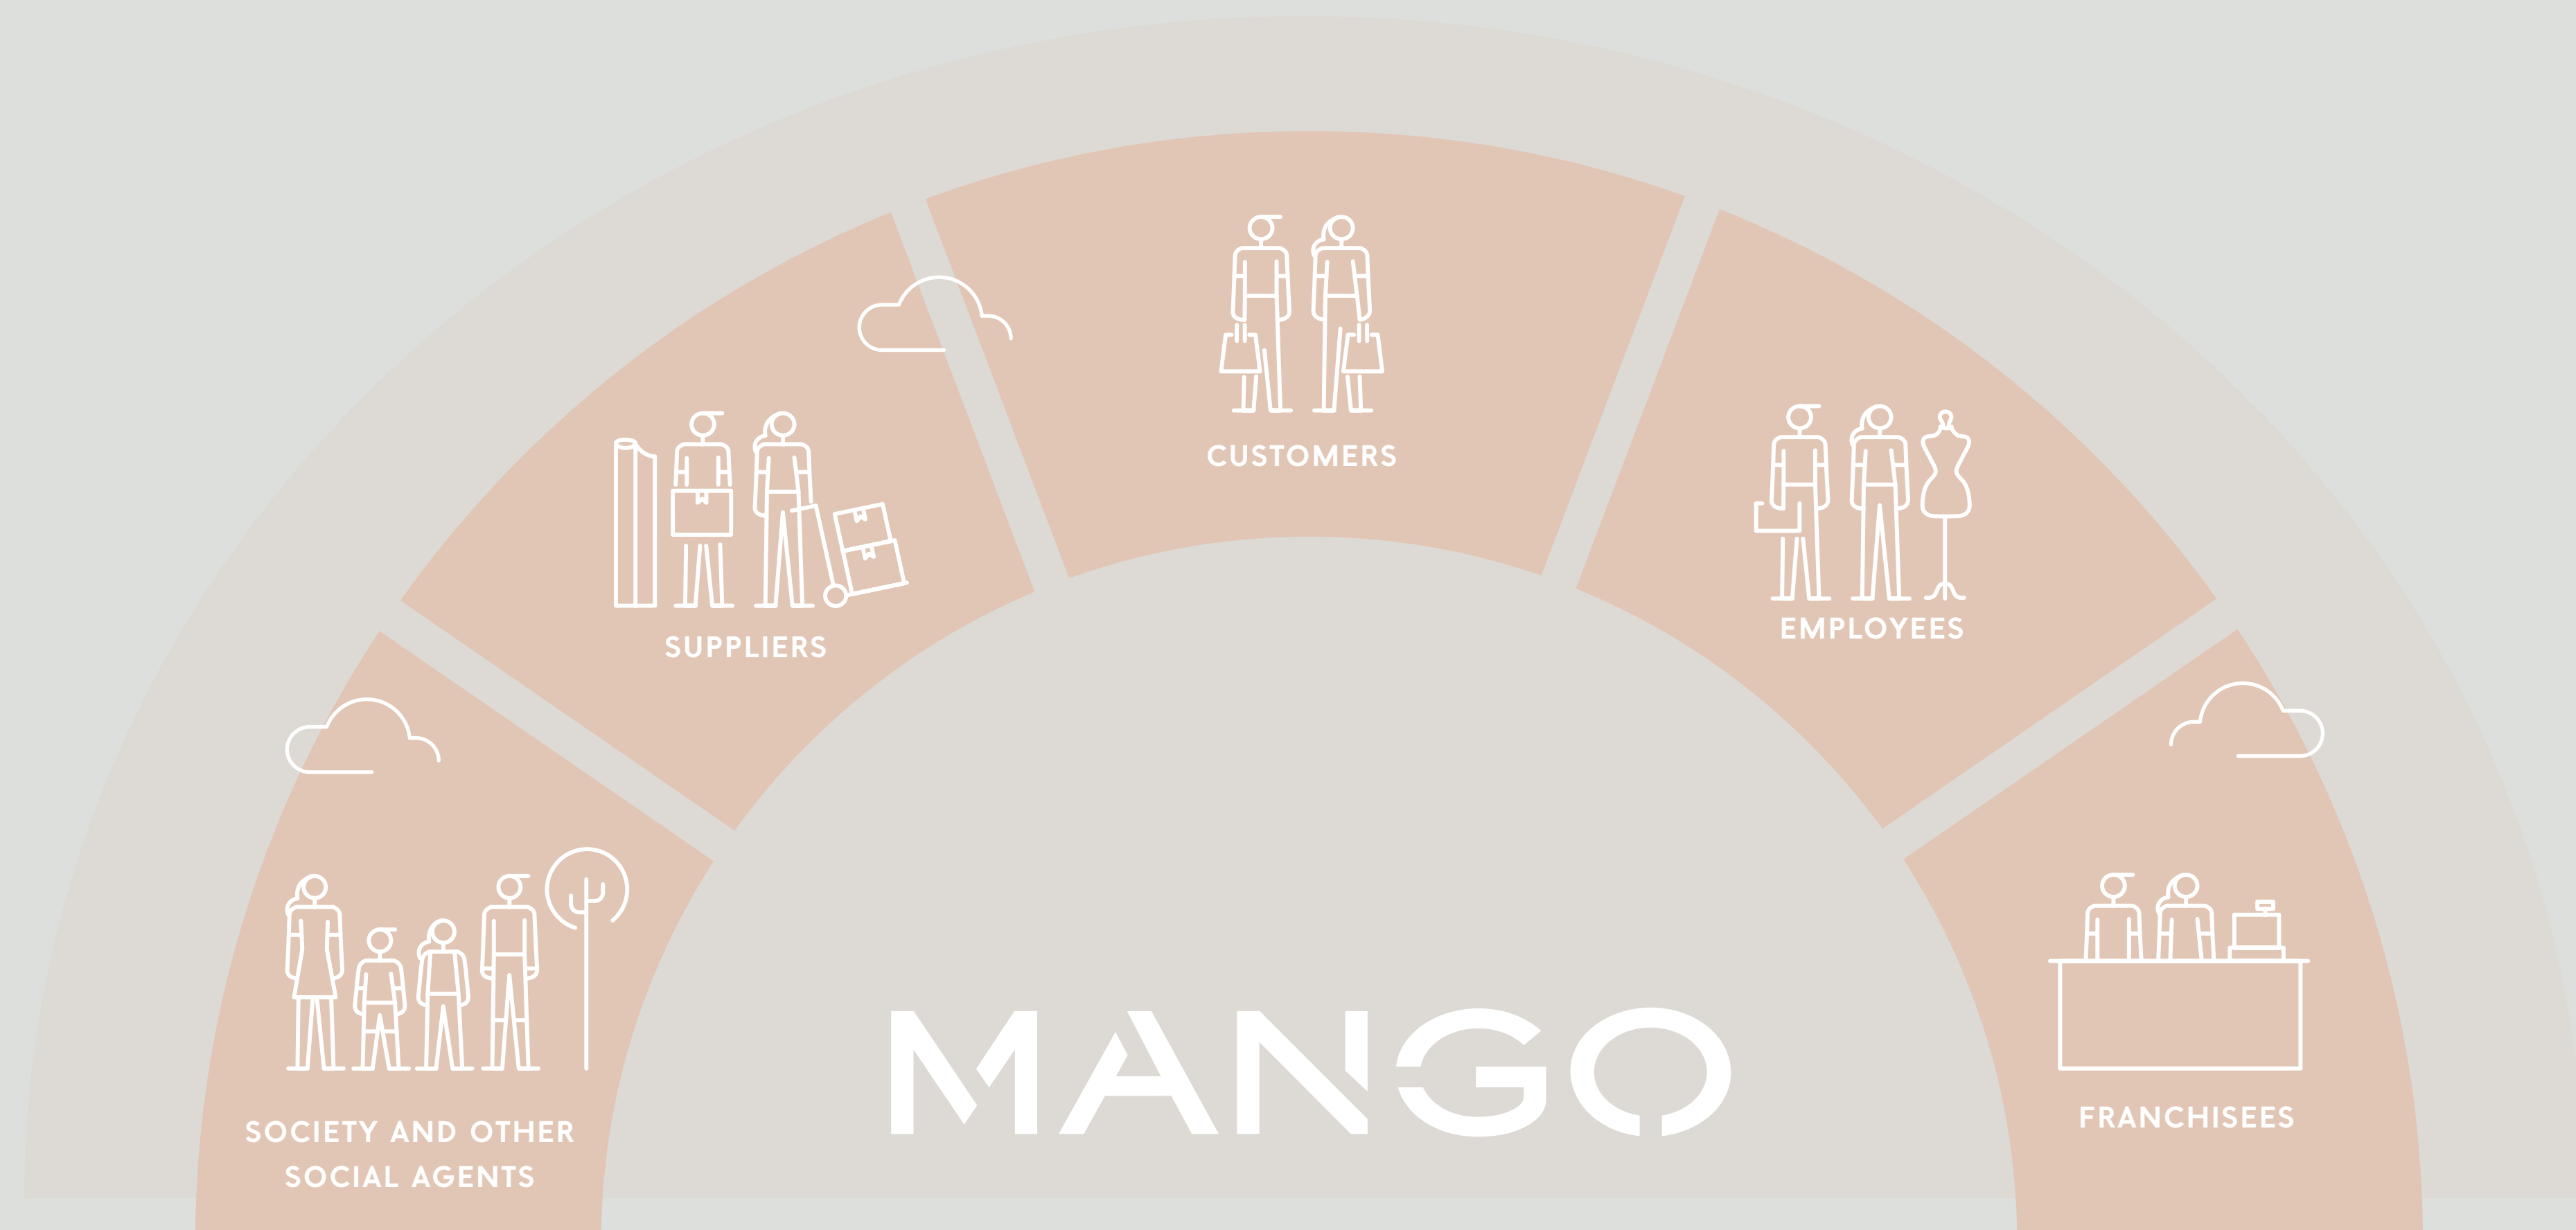 CUSTOMERS
SUPPLIERS
EMPLOYEES
SOCIETY AND OTHER
SOCIAL AGENTS
FRANCHISEES
MANGO